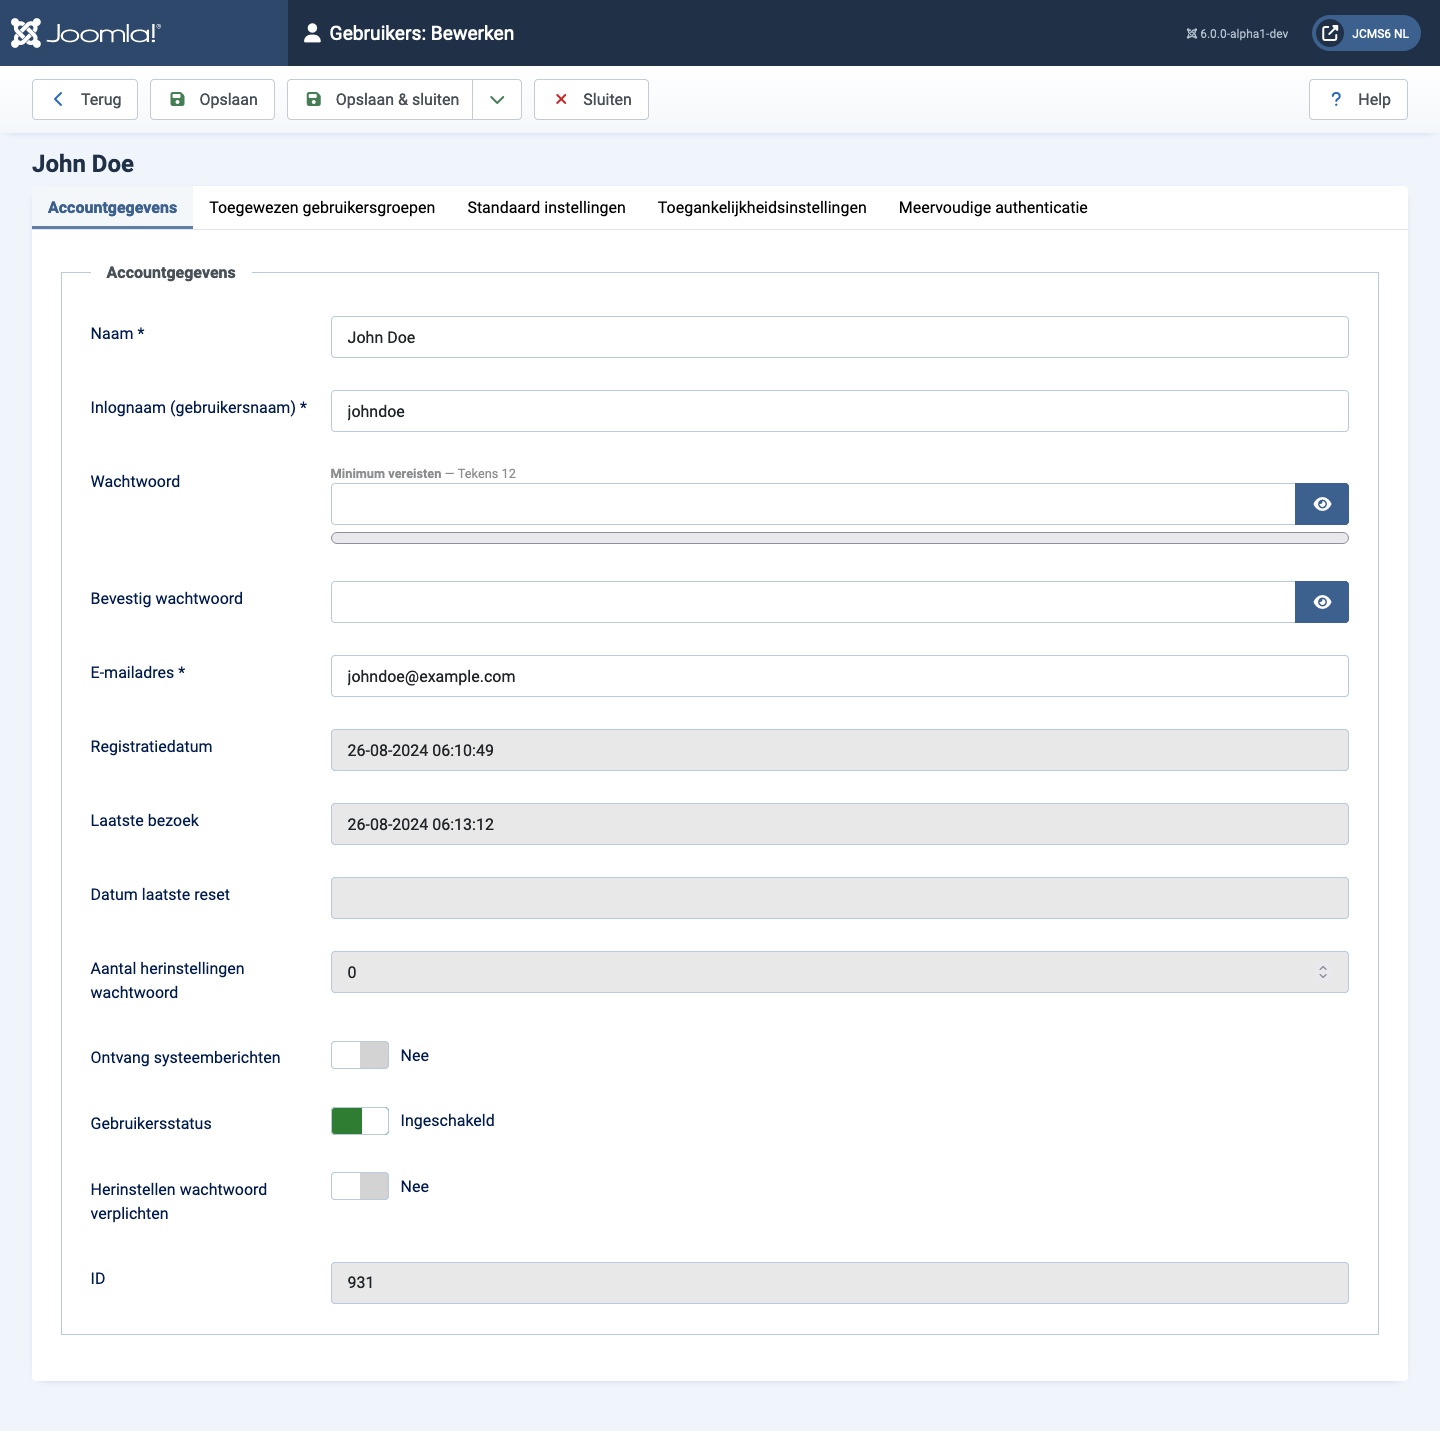 Joomla!®
Gebruikers: Bewerken
6.0.0-alpha1-dev
JCMS6 NL
Terug
Opslaan
Opslaan & sluiten
Sluiten
? Help
John Doe
Accountgegevens
Toegewezen gebruikersgroepen
Standaard instellingen
Toegankelijkheidsinstellingen
Meervoudige authenticatie
Accountgegevens
Naam *
John Doe
Inlognaam (gebruikersnaam) *
johndoe
Wachtwoord
Minimum vereisten — Tekens 12
Bevestig wachtwoord
E-mailadres *
johndoe@example.com
Registratiedatum
26-08-2024 06:10:49
Laatste bezoek
26-08-2024 06:13:12
Datum laatste reset
Aantal herinstellingen
wachtwoord
0
Ontvang systeemberichten
Nee
Gebruikersstatus
Ingeschakeld
Herinstellen wachtwoord
verplichten
Nee
ID
931